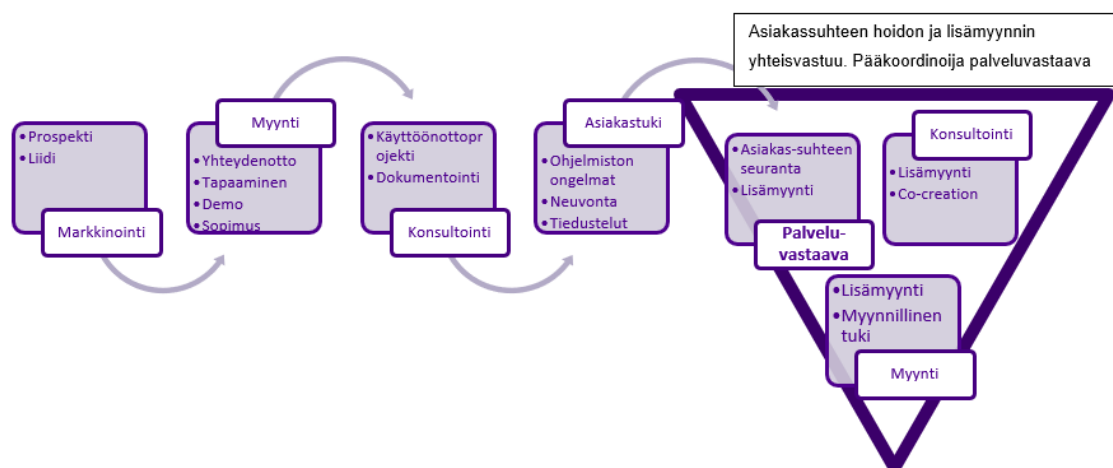 Asiakassuhteen hoidon ja lisämyynnin
yhteisvastuu. Pääkoordinoija palveluvastaava
•Prospekti
•Liidi
Markkinointi
Myynti
•Yhteydenotto
•Tapaaminen
•Demo
•Sopimus
•Käyttöönottopr
ojekti
•Dokumentointi
Konsultointi
Asiakastuki
•Ohjelmiston
ongelmat
•Neuvonta
•Tiedustelut
•Asiakas-suhteen
seuranta
•Lisämyynti
Palvelu-
vastaava
Konsultointi
•Lisämyynti
•Co-creation
•Lisämyynti
•Myynnillinen
tuki
Myynti